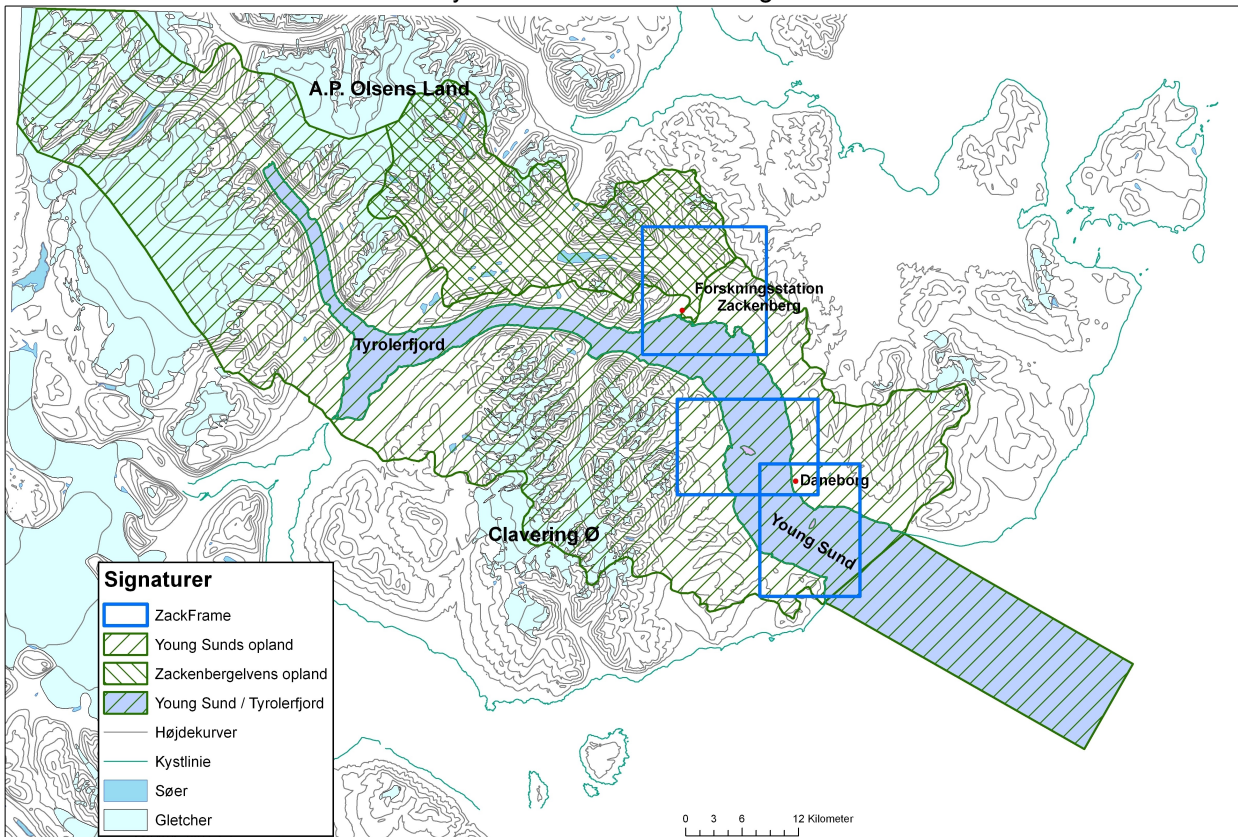 A.P. Olsens Land
Forskningsstation
Zackenberg
Tyrolerfjord
Daneborg
Young Sund
Clavering Ø
Signaturer
ZackFrame
Young Sunds opland
Zackenbergelvens opland
Young Sund / Tyrolerfjord
Højdekurver
Kystlinie
Søer
Gletcher
0 3 6 12 Kilometer